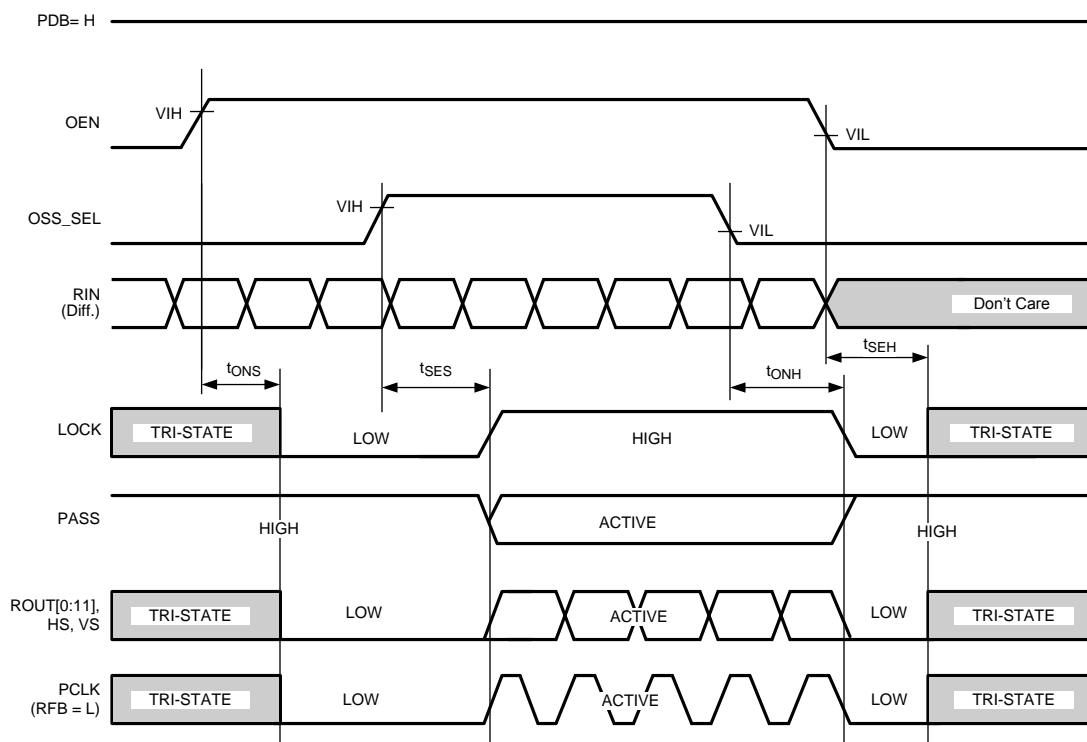 PDB= H
OEN
VIH
VIL
OSS_SEL
VIH
VIL
RIN
(Diff.)
Don't Care
tONS
tSES
tONH
tSEH
LOCK
TRI-STATE
LOW
HIGH
LOW
TRI-STATE
PASS
HIGH
ACTIVE
HIGH
ROUT[0:11],
HS, VS
TRI-STATE
LOW
ACTIVE
LOW
TRI-STATE
PCLK
(RFB = L)
TRI-STATE
LOW
ACTIVE
LOW
TRI-STATE